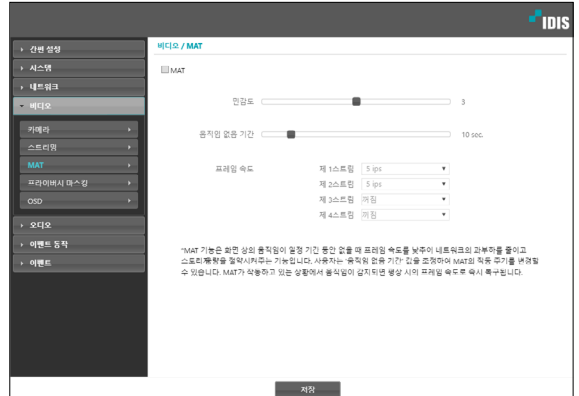 IDIS
간편 설정
시스템
네트워크
비디오
카메라
스트리밍
MAT
프라이버시 마스킹
OSD
오디오
이벤트 동작
이벤트
비디오 / MAT
MAT
민감도 3
움직임 없음 기간 10 sec.
프레임 속도 제 1스트림 5 ips
제 2스트림 5 ips
제 3스트림 꺼짐
제 4스트림 꺼짐
*MAT 기능은 화면 상의 움직임이 일정 기간 동안 없을 때 프레임 속도를 낮추어 네트워크의 과부하를 줄이고
스토리지 용량을 절약시켜주는 기능입니다. 사용자는 '움직임 없음 기간' 값을 조정하여 MAT의 작동 주기를 변경할
수 있습니다. MAT가 작동하고 있는 상황에서 움직임이 감지되면 평상 시의 프레임 속도로 즉시 복구됩니다.
저장